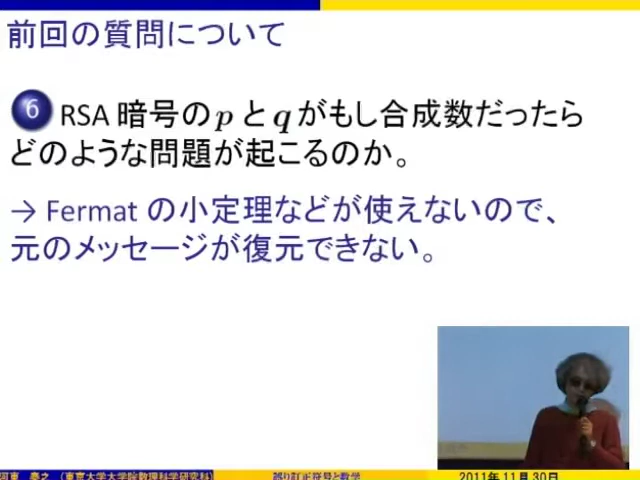 前回の質問について
6 RSA 暗号の p と q がもし合成数だったら
どのような問題が起こるのか。
→ Fermat の小定理などが使えないので、
元のメッセージが復元できない。
河東 泰之 (東京大学大学院数理科学研究科)
誤り訂正符号と数学
2011年11月30日